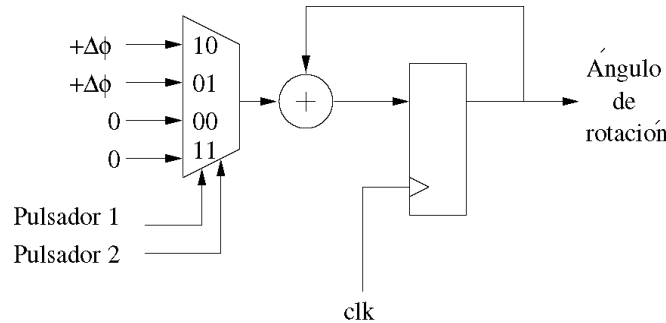 +Δϕ
10
+Δϕ
01
0
00
0
11
+
Pulsador 1
Pulsador 2
clk
Ángulo
de
rotación